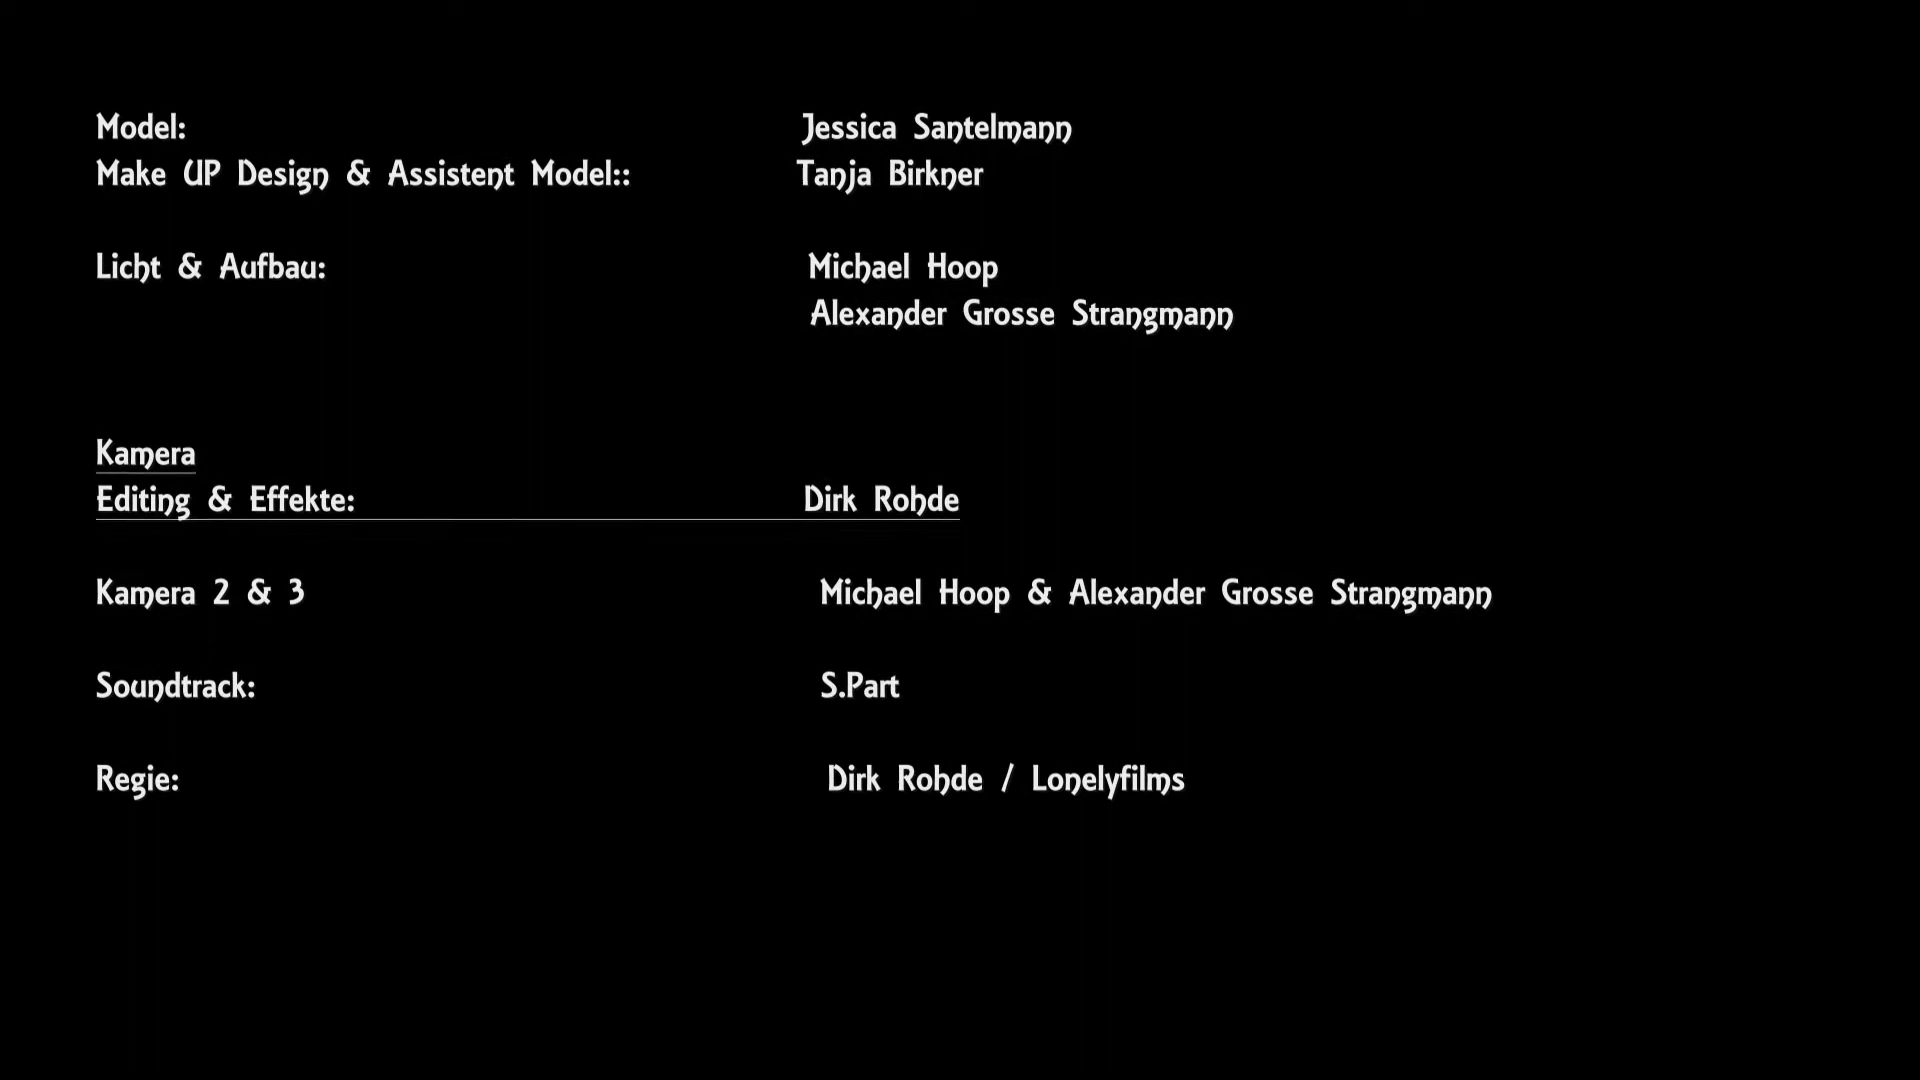 Model: Jessica Santelmann
Make UP Design & Assistent Model:: Tanja Birkner
Licht & Aufbau: Michael Hoop
Alexander Grosse Strangmann
Kamera
Editing & Effekte: Dirk Rohde
Kamera 2 & 3 Michael Hoop & Alexander Grosse Strangmann
Soundtrack: S.Part
Regie: Dirk Rohde / Lonelyfilms